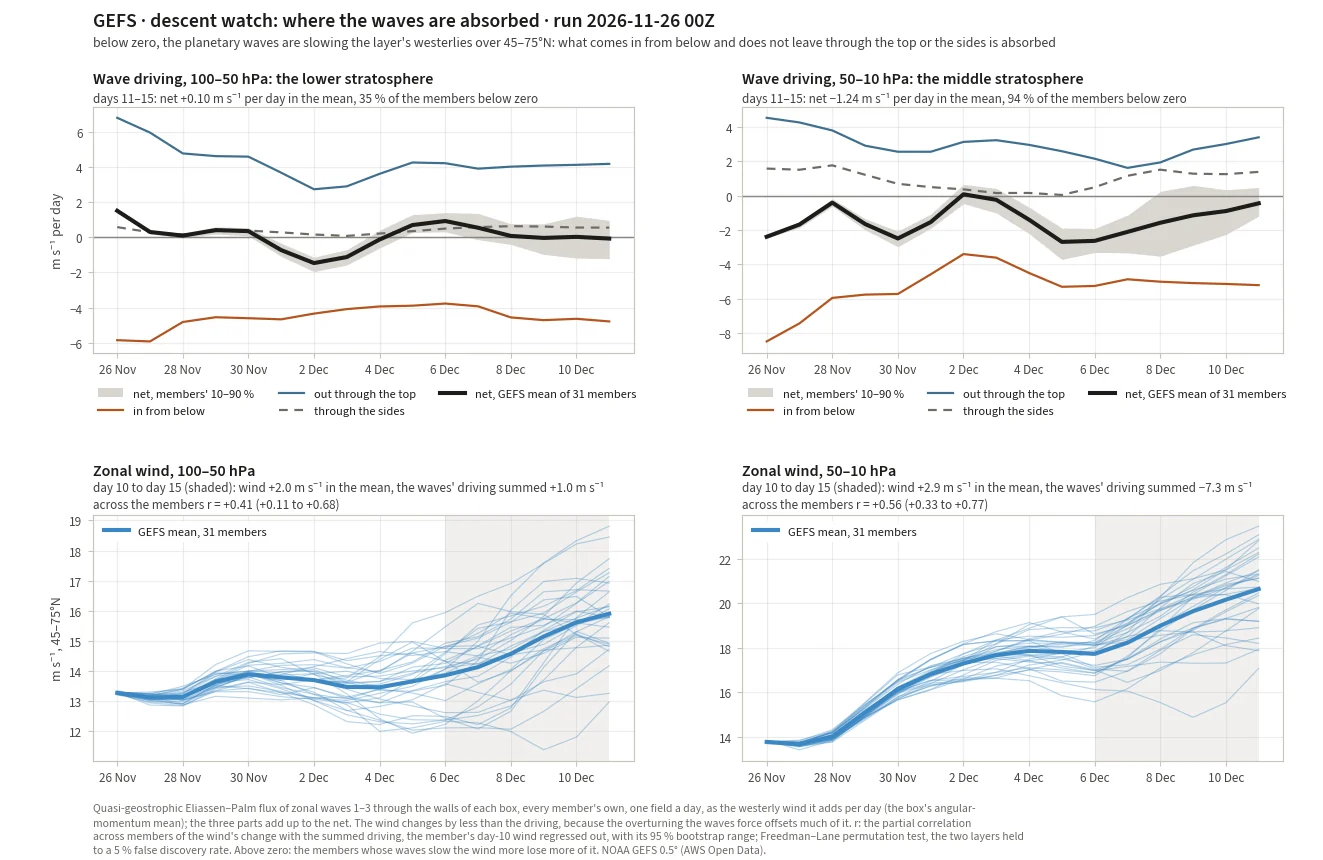 GEFS · descent watch: where the waves are absorbed · run 2026-11-26 00Z
below zero, the planetary waves are slowing the layer's westerlies over 45–75°N: what comes in from below and does not leave through the top or the sides is absorbed
Wave driving, 100–50 hPa: the lower stratosphere
days 11–15: net +0.10 m s⁻¹ per day in the mean, 35 % of the members below zero
m s⁻¹ per day
6
4
2
0
−2
−4
−6
26 Nov 28 Nov 30 Nov 2 Dec 4 Dec 6 Dec 8 Dec 10 Dec
net, members' 10–90 % out through the top net, GEFS mean of 31 members
in from below through the sides
Wave driving, 50–10 hPa: the middle stratosphere
days 11–15: net −1.24 m s⁻¹ per day in the mean, 94 % of the members below zero
4
2
0
−2
−4
−6
−8
26 Nov 28 Nov 30 Nov 2 Dec 4 Dec 6 Dec 8 Dec 10 Dec
net, members' 10–90 % out through the top net, GEFS mean of 31 members
in from below through the sides
Zonal wind, 100–50 hPa
day 10 to day 15 (shaded): wind +2.0 m s⁻¹ in the mean, the waves' driving summed +1.0 m s⁻¹
across the members r = +0.41 (+0.11 to +0.68)
GEFS mean, 31 members
m s⁻¹, 45–75°N
19
18
17
16
15
14
13
12
26 Nov 28 Nov 30 Nov 2 Dec 4 Dec 6 Dec 8 Dec 10 Dec
Zonal wind, 50–10 hPa
day 10 to day 15 (shaded): wind +2.9 m s⁻¹ in the mean, the waves' driving summed −7.3 m s⁻¹
across the members r = +0.56 (+0.33 to +0.77)
GEFS mean, 31 members
22
20
18
16
14
26 Nov 28 Nov 30 Nov 2 Dec 4 Dec 6 Dec 8 Dec 10 Dec
Quasi-geostrophic Eliassen–Palm flux of zonal waves 1–3 through the walls of each box, every member's own, one field a day, as the westerly wind it adds per day (the box's angular-
momentum mean); the three parts add up to the net. The wind changes by less than the driving, because the overturning the waves force offsets much of it. r: the partial correlation
across members of the wind's change with the summed driving, the member's day-10 wind regressed out, with its 95 % bootstrap range; Freedman–Lane permutation test, the two layers held
to a 5 % false discovery rate. Above zero: the members whose waves slow the wind more lose more of it. NOAA GEFS 0.5° (AWS Open Data).